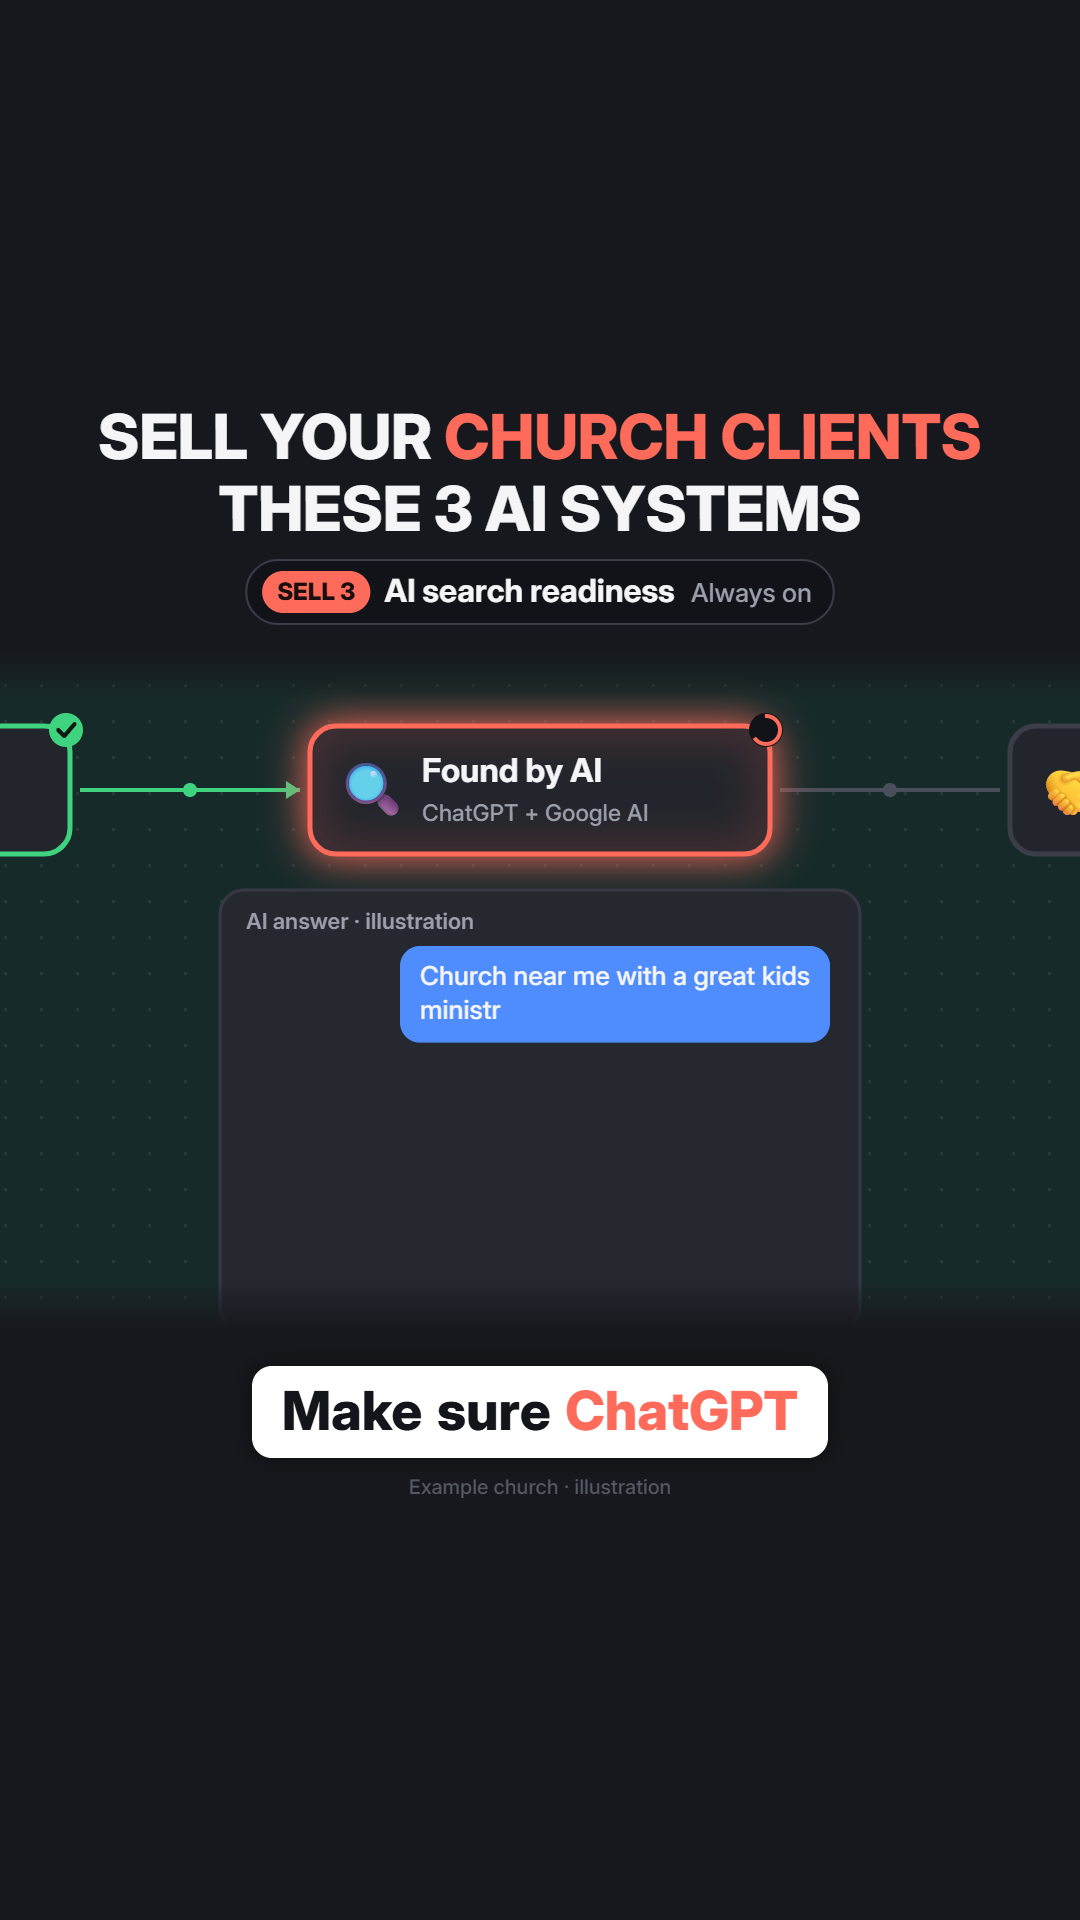 SELL YOUR CHURCH CLIENTS
THESE 3 AI SYSTEMS
SELL 3 AI search readiness Always on
Found by AI
ChatGPT + Google AI
AI answer · illustration
Church near me with a great kids
ministr
Make sure ChatGPT
Example church · illustration